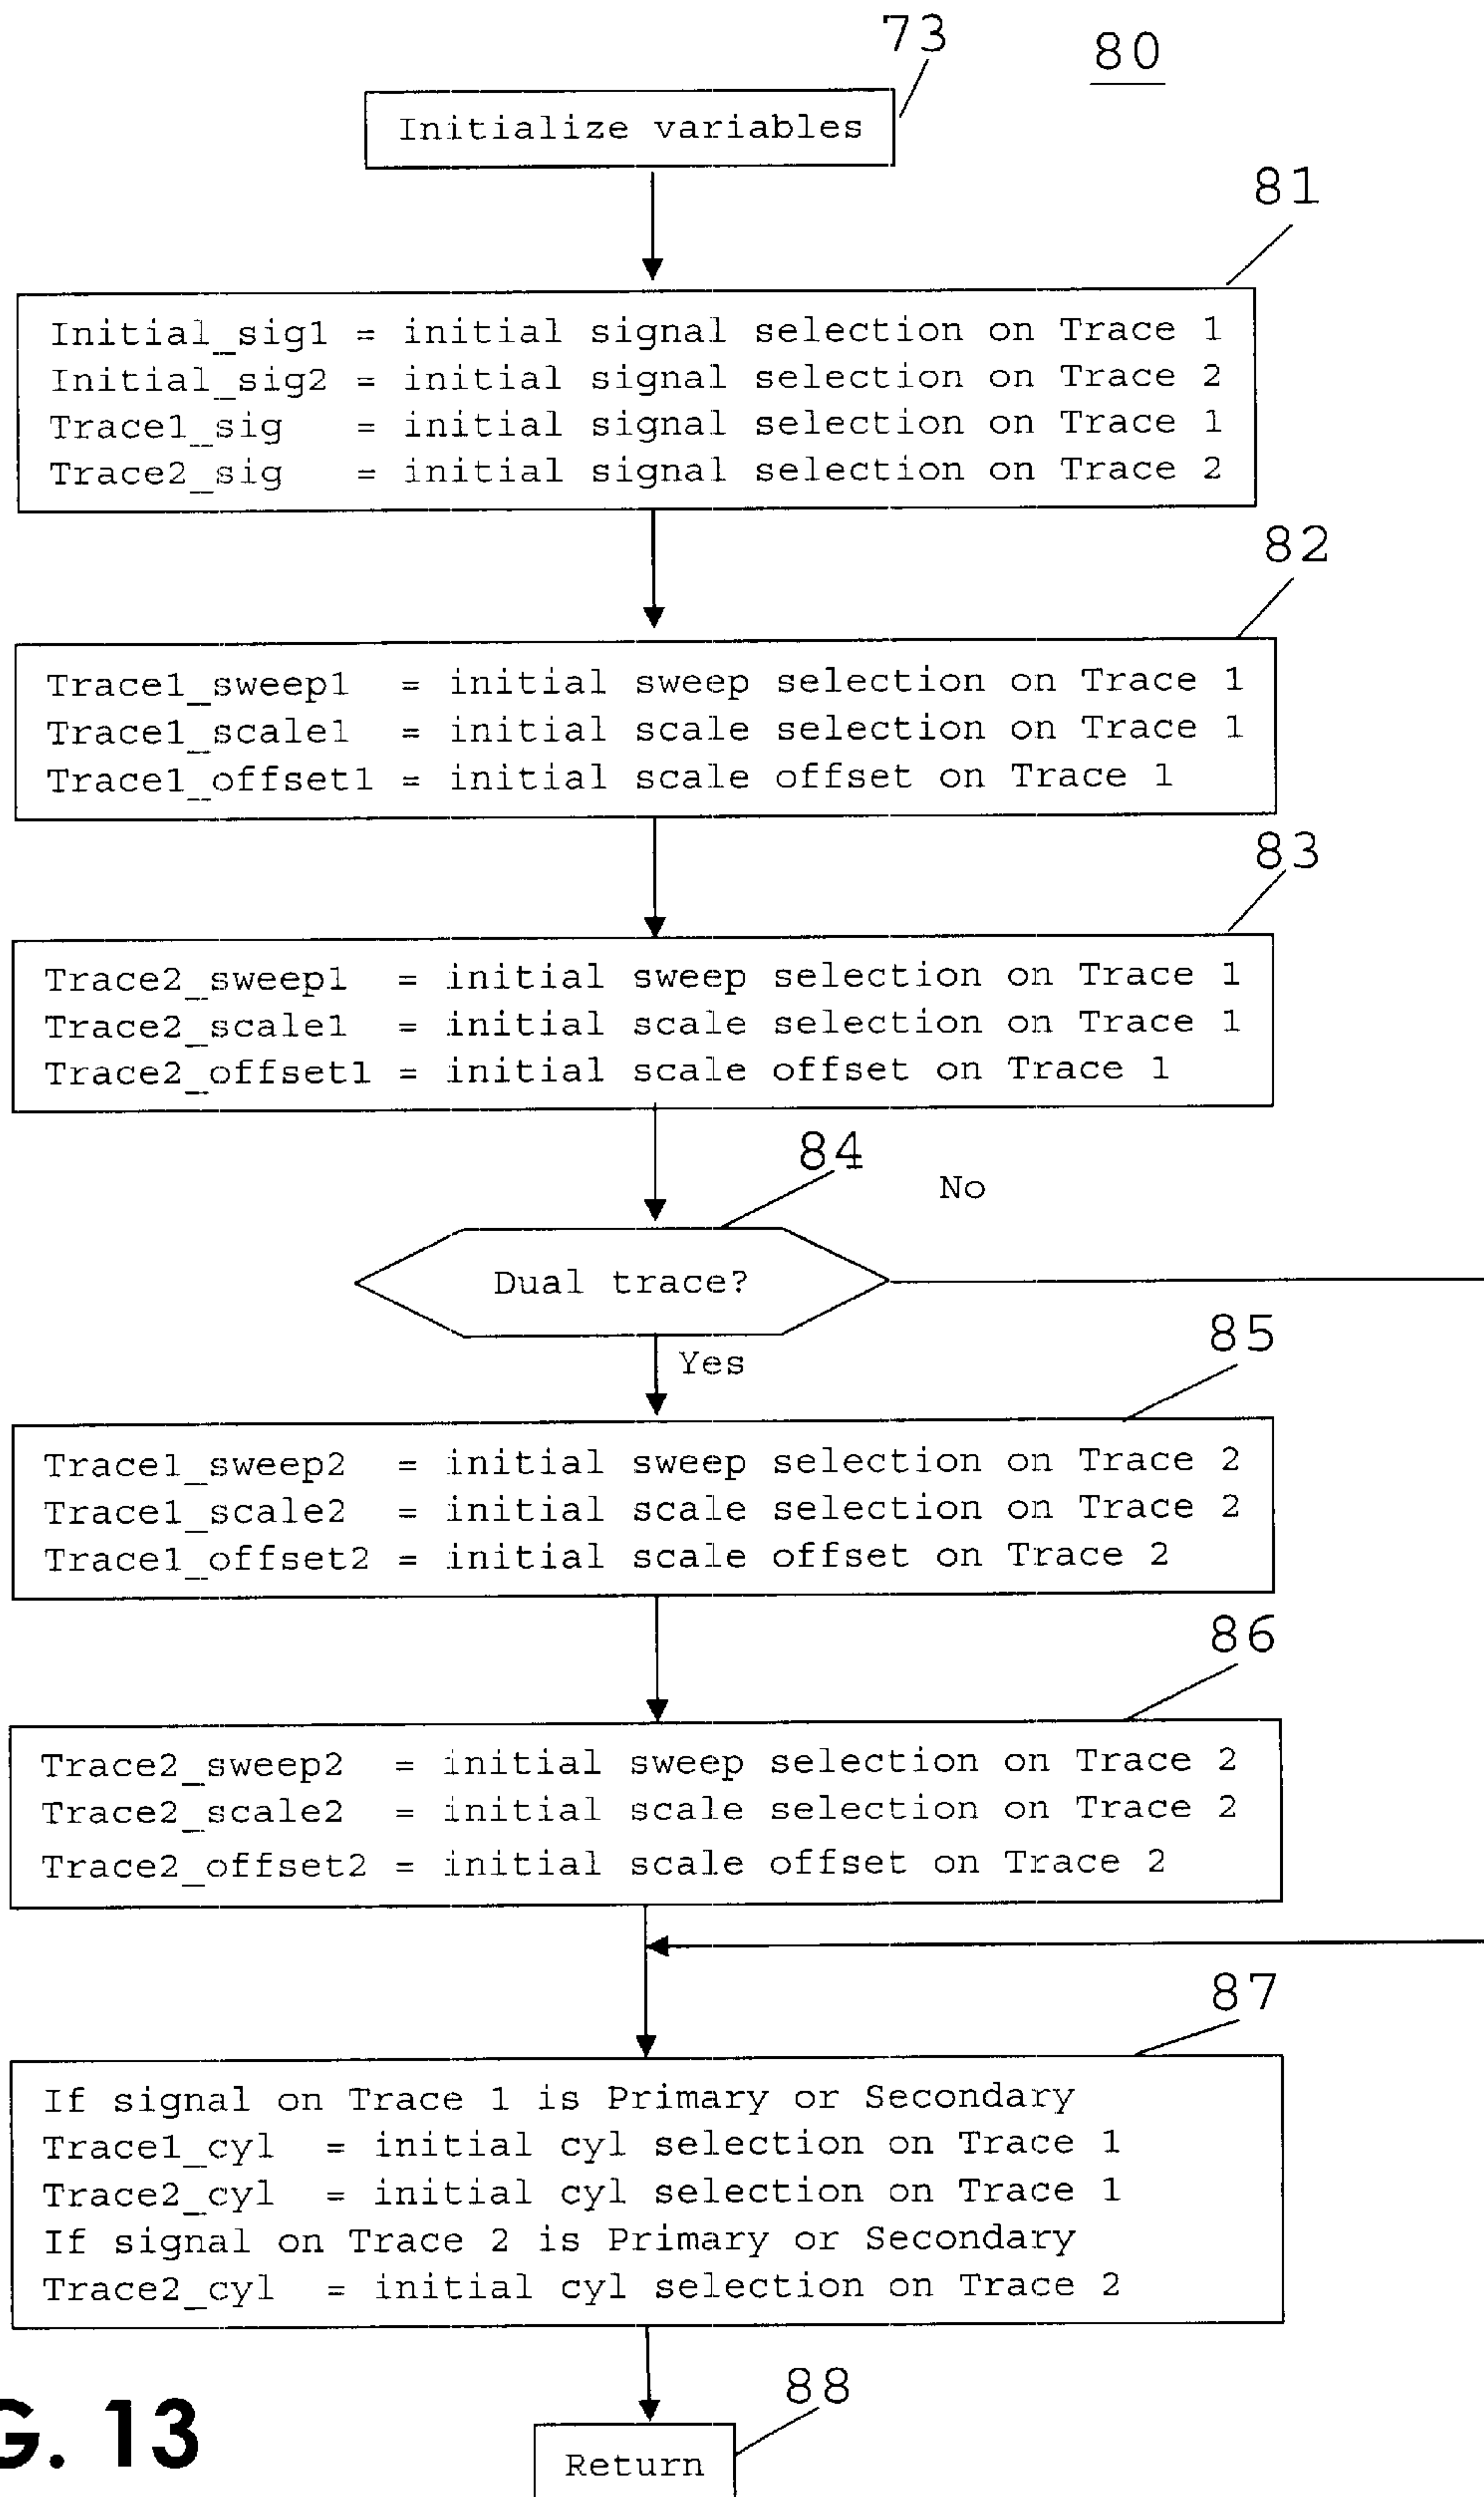 73
80
Initialize variables
81
Initial_sig1 = initial signal selection on Trace 1
Initial_sig2 = initial signal selection on Trace 2
Trace1_sig = initial signal selection on Trace 1
Trace2_sig = initial signal selection on Trace 2
82
Trace1_sweep1 = initial sweep selection on Trace 1
Trace1_scale1 = initial scale selection on Trace 1
Trace1_offset1 = initial scale offset on Trace 1
83
Trace2_sweep1 = initial sweep selection on Trace 1
Trace2_scale1 = initial scale selection on Trace 1
Trace2_offset1 = initial scale offset on Trace 1
84
No
Dual trace?
85
Yes
Trace1_sweep2 = initial sweep selection on Trace 2
Trace1_scale2 = initial scale selection on Trace 2
Trace1_offset2 = initial scale offset on Trace 2
86
Trace2_sweep2 = initial sweep selection on Trace 2
Trace2_scale2 = initial scale selection on Trace 2
Trace2_offset2 = initial scale offset on Trace 2
87
If signal on Trace 1 is Primary or Secondary
Trace1_cyl = initial cyl selection on Trace 1
Trace2_cyl = initial cyl selection on Trace 1
If signal on Trace 2 is Primary or Secondary
Trace2_cyl = initial cyl selection on Trace 2
88
G. 13
Return